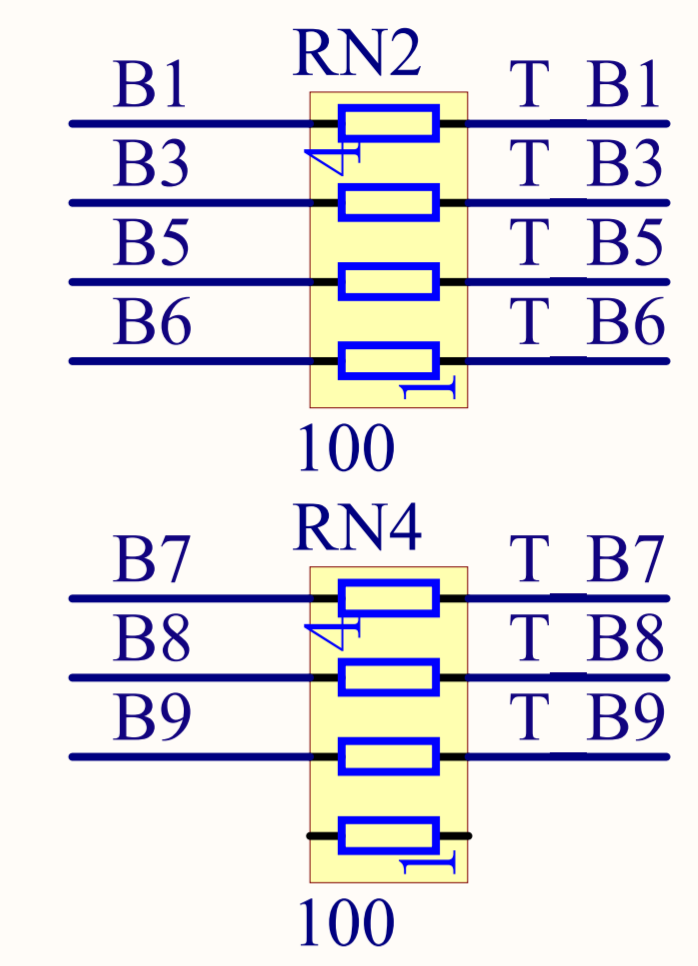 RN2
B1 T_B1
4
B3 T_B3
B5 T_B5
B6 T_B6
1
100
RN4
B7 T_B7
4
B8 T_B8
B9 T_B9
1
100